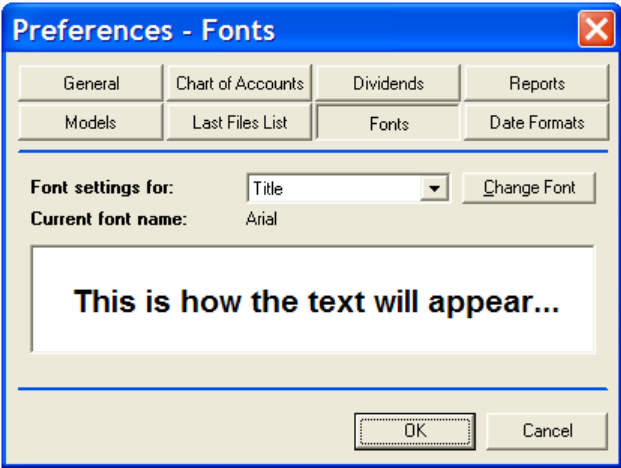 Preferences - Fonts
General Chart of Accounts Dividends Reports
Models Last Files List Fonts Date Formats
Font settings for: Title Change Font
Current font name: Arial
This is how the text will appear...
OK Cancel